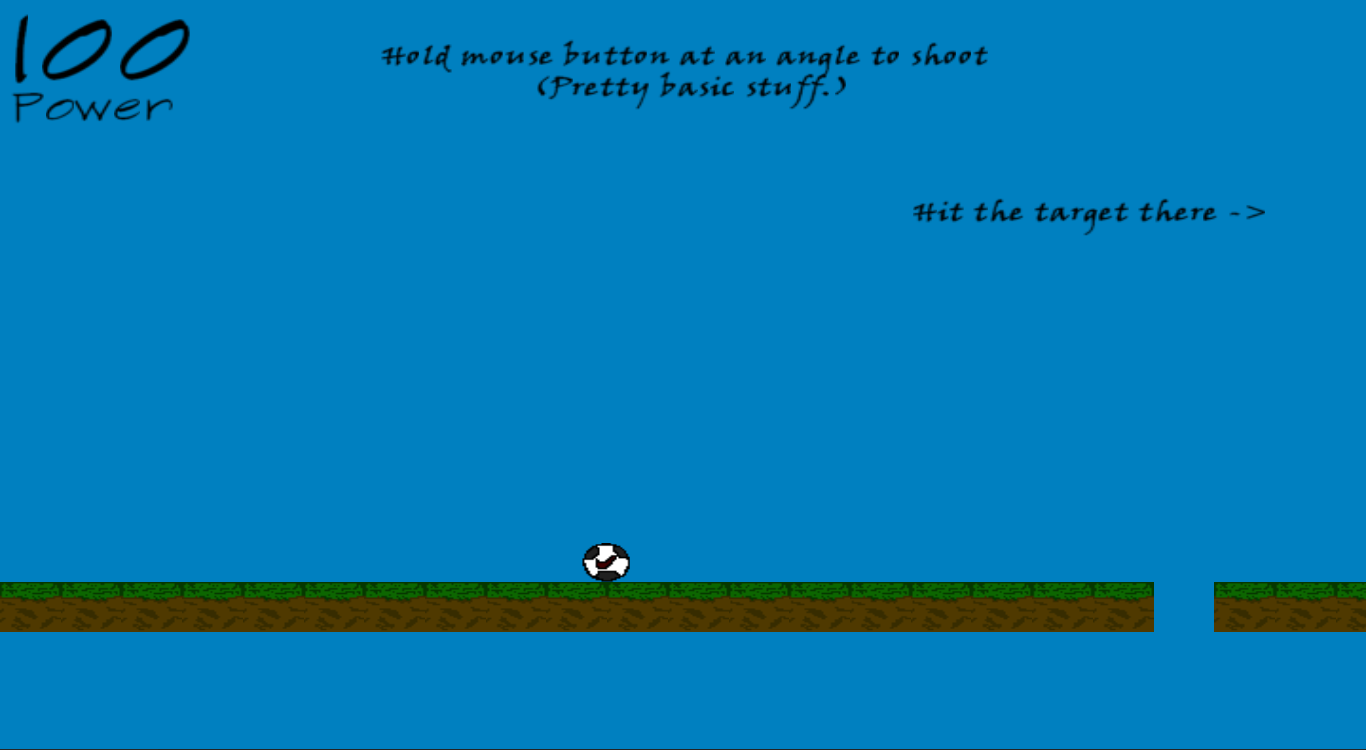 100
Power
Hold mouse button at an angle to shoot
(Pretty basic stuff.)
Hit the target there ->